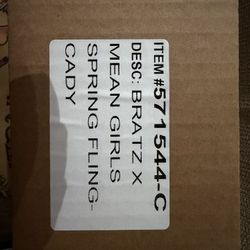 ITEM #571544-C
DESC: BRATZ X
MEAN GIRLS
SPRING FLING-
CADY